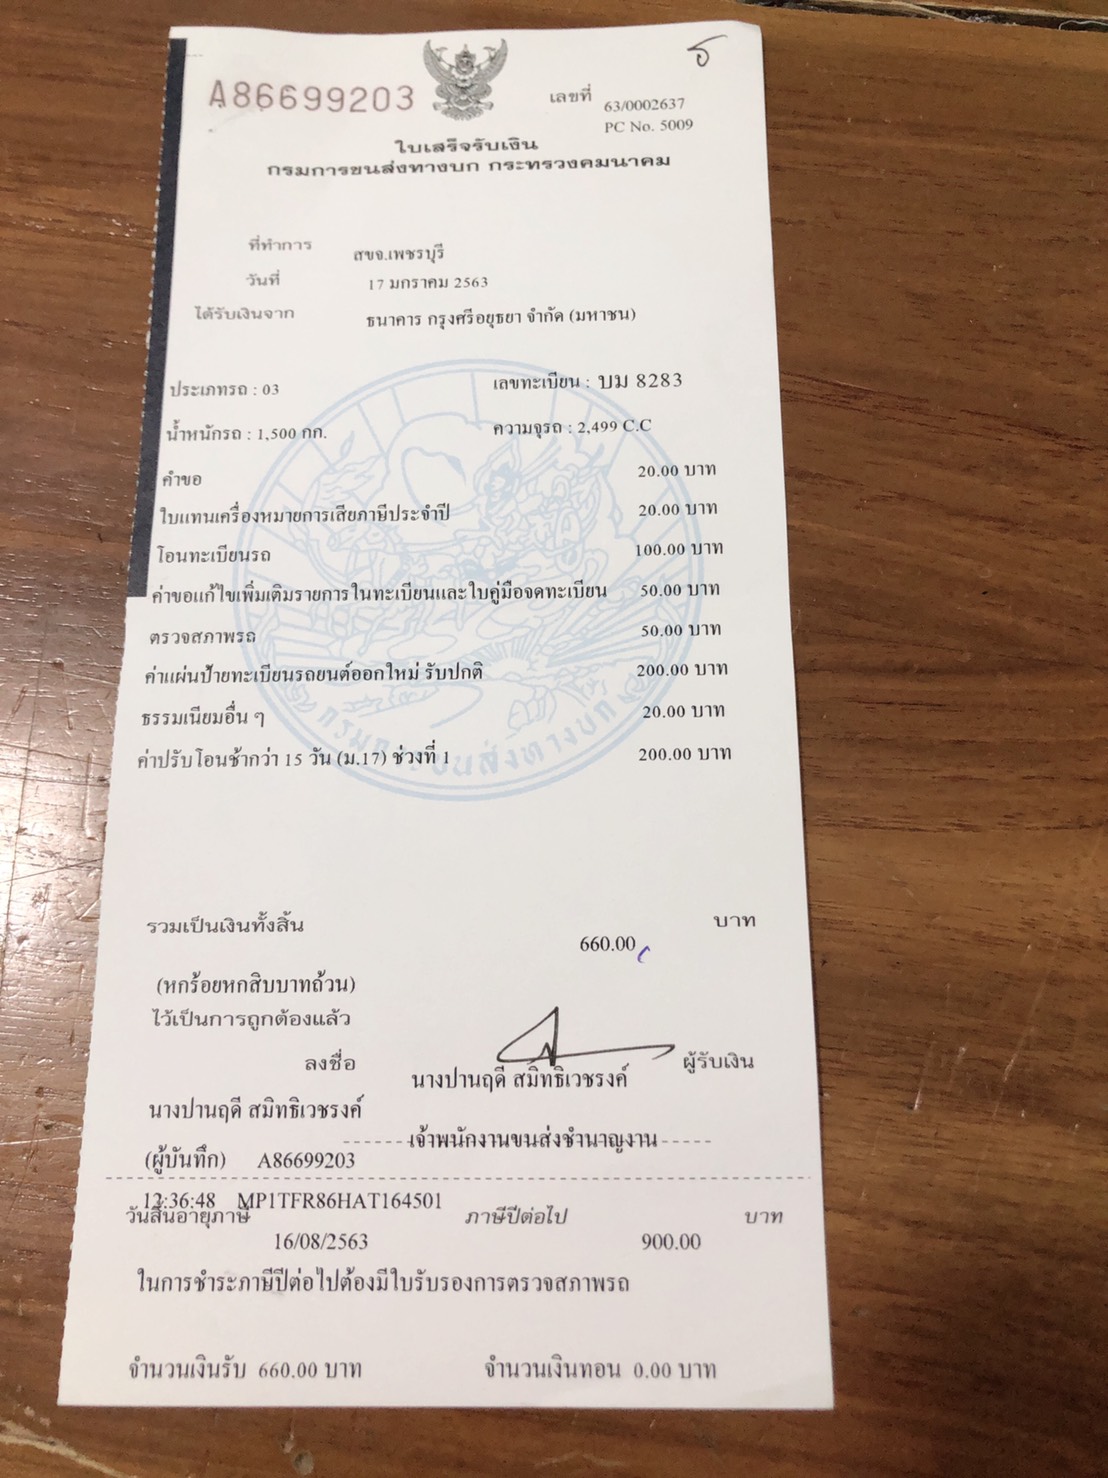 A86699203
เลขที่ 63/0002637
PC No. 5009
ใบเสร็จรับเงิน
กรมการขนส่งทางบก กระทรวงคมนาคม
ที่ทำการ สขจ.เพชรบุรี
วันที่ 17 มกราคม 2563
ได้รับเงินจาก ธนาคาร กรุงศรีอยุธยา จำกัด (มหาชน)
ประเภทรถ : 03 เลขทะเบียน : บม 8283
น้ำหนักรถ : 1,500 กก. ความจุรถ : 2,499 C.C
คำขอ 20.00 บาท
ใบแทนเครื่องหมายการเสียภาษีประจำปี 20.00 บาท
โอนทะเบียนรถ 100.00 บาท
ค่าขอแก้ไขเพิ่มเติมรายการในทะเบียนและใบคู่มือจดทะเบียน 50.00 บาท
ตรวจสภาพรถ 50.00 บาท
ค่าแผ่นป้ายทะเบียนรถยนต์ออกใหม่ รับปกติ 200.00 บาท
ธรรมเนียมอื่น ๆ 20.00 บาท
ค่าปรับโอนช้ากว่า 15 วัน (ม.17) ช่วงที่ 1 200.00 บาท
กรมการขนส่งทางบก
รวมเป็นเงินทั้งสิ้น 660.00 บาท
(หกร้อยหกสิบบาทถ้วน)
ไว้เป็นการถูกต้องแล้ว
ลงชื่อ ผู้รับเงิน
นางปานฤดี สมิทธิเวชรงค์
นางปานฤดี สมิทธิเวชรงค์
เจ้าพนักงานขนส่งชำนาญงาน
(ผู้บันทึก) A86699203
12:36:48 MP1TFR86HAT164501
วันสิ้นอายุภาษี ภาษีปีต่อไป บาท
16/08/2563 900.00
ในการชำระภาษีปีต่อไปต้องมีใบรับรองการตรวจสภาพรถ
จำนวนเงินรับ 660.00 บาท จำนวนเงินทอน 0.00 บาท